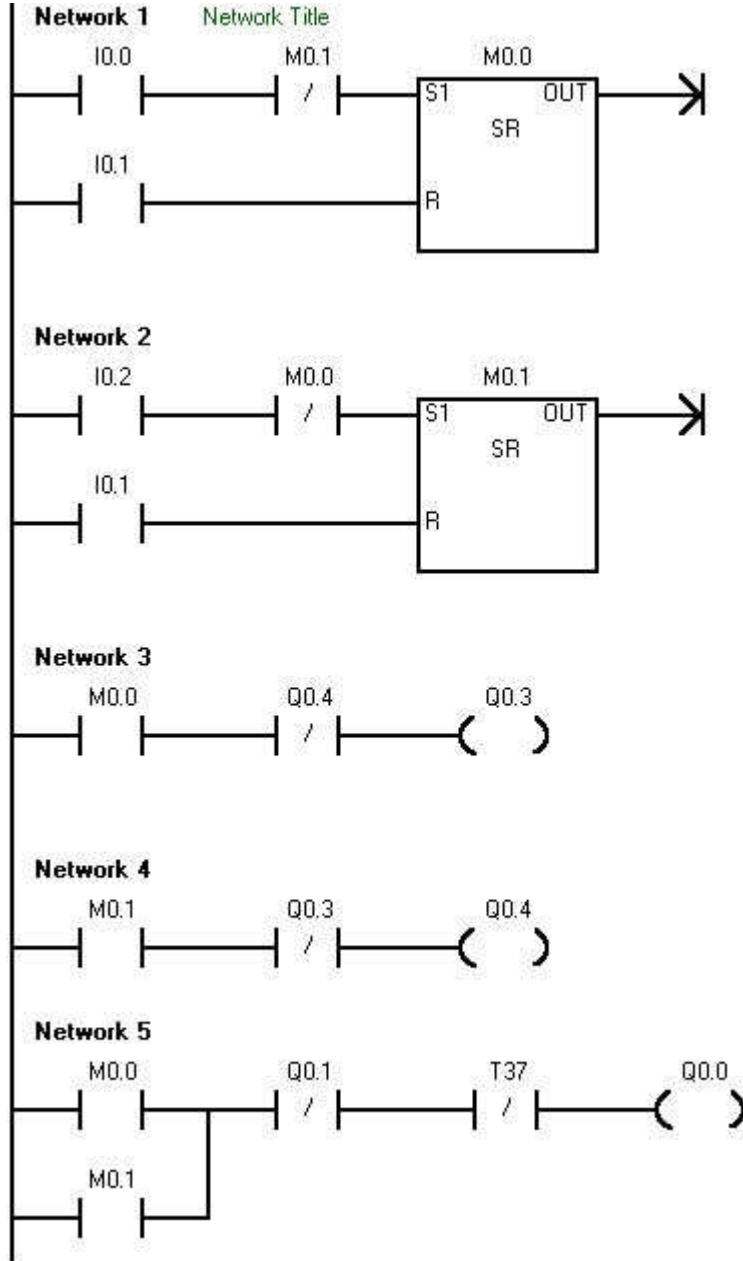 Network 1 Network Title
I0.0 M0.1 M0.0
/ S1 OUT
SR
I0.1
R
Network 2
I0.2 M0.0 M0.1
/ S1 OUT
SR
I0.1
R
Network 3
M0.0 Q0.4 Q0.3
/
Network 4
M0.1 Q0.3 Q0.4
/
Network 5
M0.0 Q0.1 T37 Q0.0
/ /
M0.1